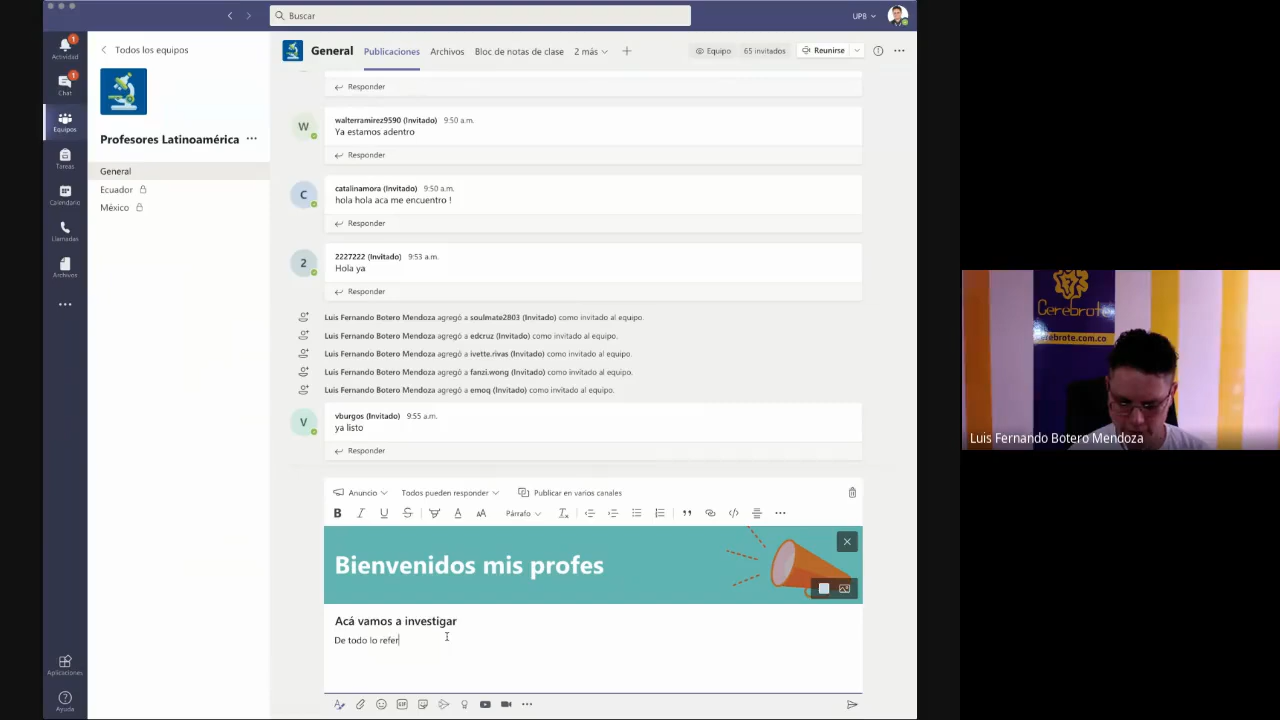 Buscar
UPB
Actividad
Chat
Equipos
Tareas
Calendario
Llamadas
Archivos
Aplicaciones
Ayuda
Todos los equipos
Profesores Latinoamérica
General
Ecuador
México
General
Publicaciones
Archivos
Bloc de notas de clase
2 más
Equipo
65 invitados
Reunirse
Responder
W
walterramirez9590 (Invitado) 9:50 a.m.
Ya estamos adentro
Responder
C
catalinamora (Invitado) 9:50 a.m.
hola hola aca me encuentro !
Responder
2
2227222 (Invitado) 9:53 a.m.
Hola ya
Responder
Luis Fernando Botero Mendoza agregó a soulmate2803 (Invitado) como invitado al equipo.
Luis Fernando Botero Mendoza agregó a edcruz (Invitado) como invitado al equipo.
Luis Fernando Botero Mendoza agregó a ivette.rivas (Invitado) como invitado al equipo.
Luis Fernando Botero Mendoza agregó a fanzi.wong (Invitado) como invitado al equipo.
Luis Fernando Botero Mendoza agregó a emoq (Invitado) como invitado al equipo.
V
vburgos (Invitado) 9:55 a.m.
ya listo
Responder
Anuncio
Todos pueden responder
Publicar en varios canales
B I U S
Párrafo
Bienvenidos mis profes
Acá vamos a investigar
De todo lo refer
Cerebrote
cerebrote.com.co
Luis Fernando Botero Mendoza